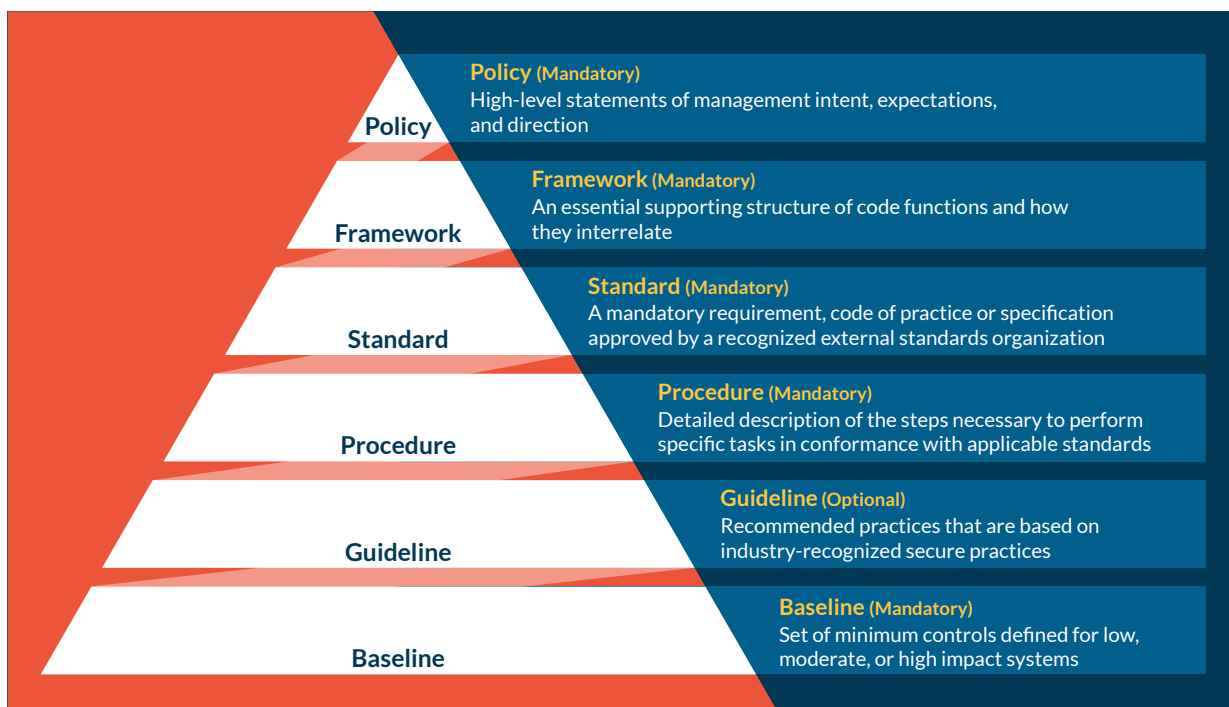 Policy
Policy (Mandatory)
High-level statements of management intent, expectations,
and direction
Framework
Framework (Mandatory)
An essential supporting structure of code functions and how
they interrelate
Standard
Standard (Mandatory)
A mandatory requirement, code of practice or specification
approved by a recognized external standards organization
Procedure
Procedure (Mandatory)
Detailed description of the steps necessary to perform
specific tasks in conformance with applicable standards
Guideline
Guideline (Optional)
Recommended practices that are based on
industry-recognized secure practices
Baseline
Baseline (Mandatory)
Set of minimum controls defined for low,
moderate, or high impact systems